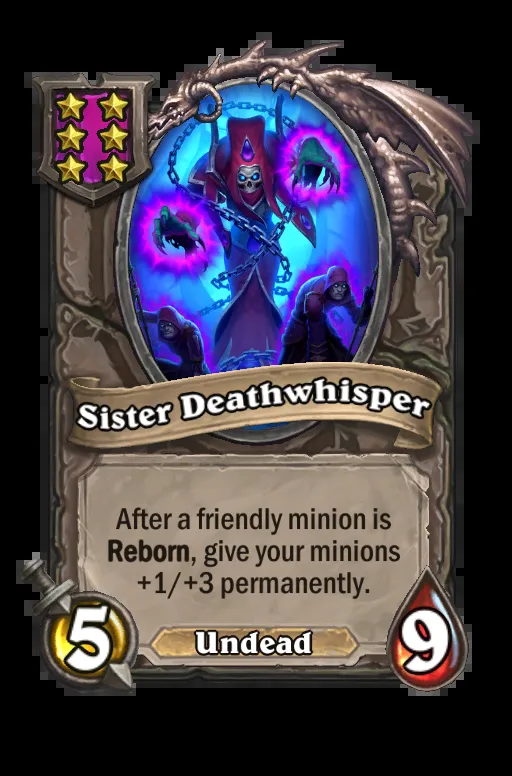 Sister Deathwhisper
After a friendly minion is
Reborn, give your minions
+1/+3 permanently.
5
Undead
9